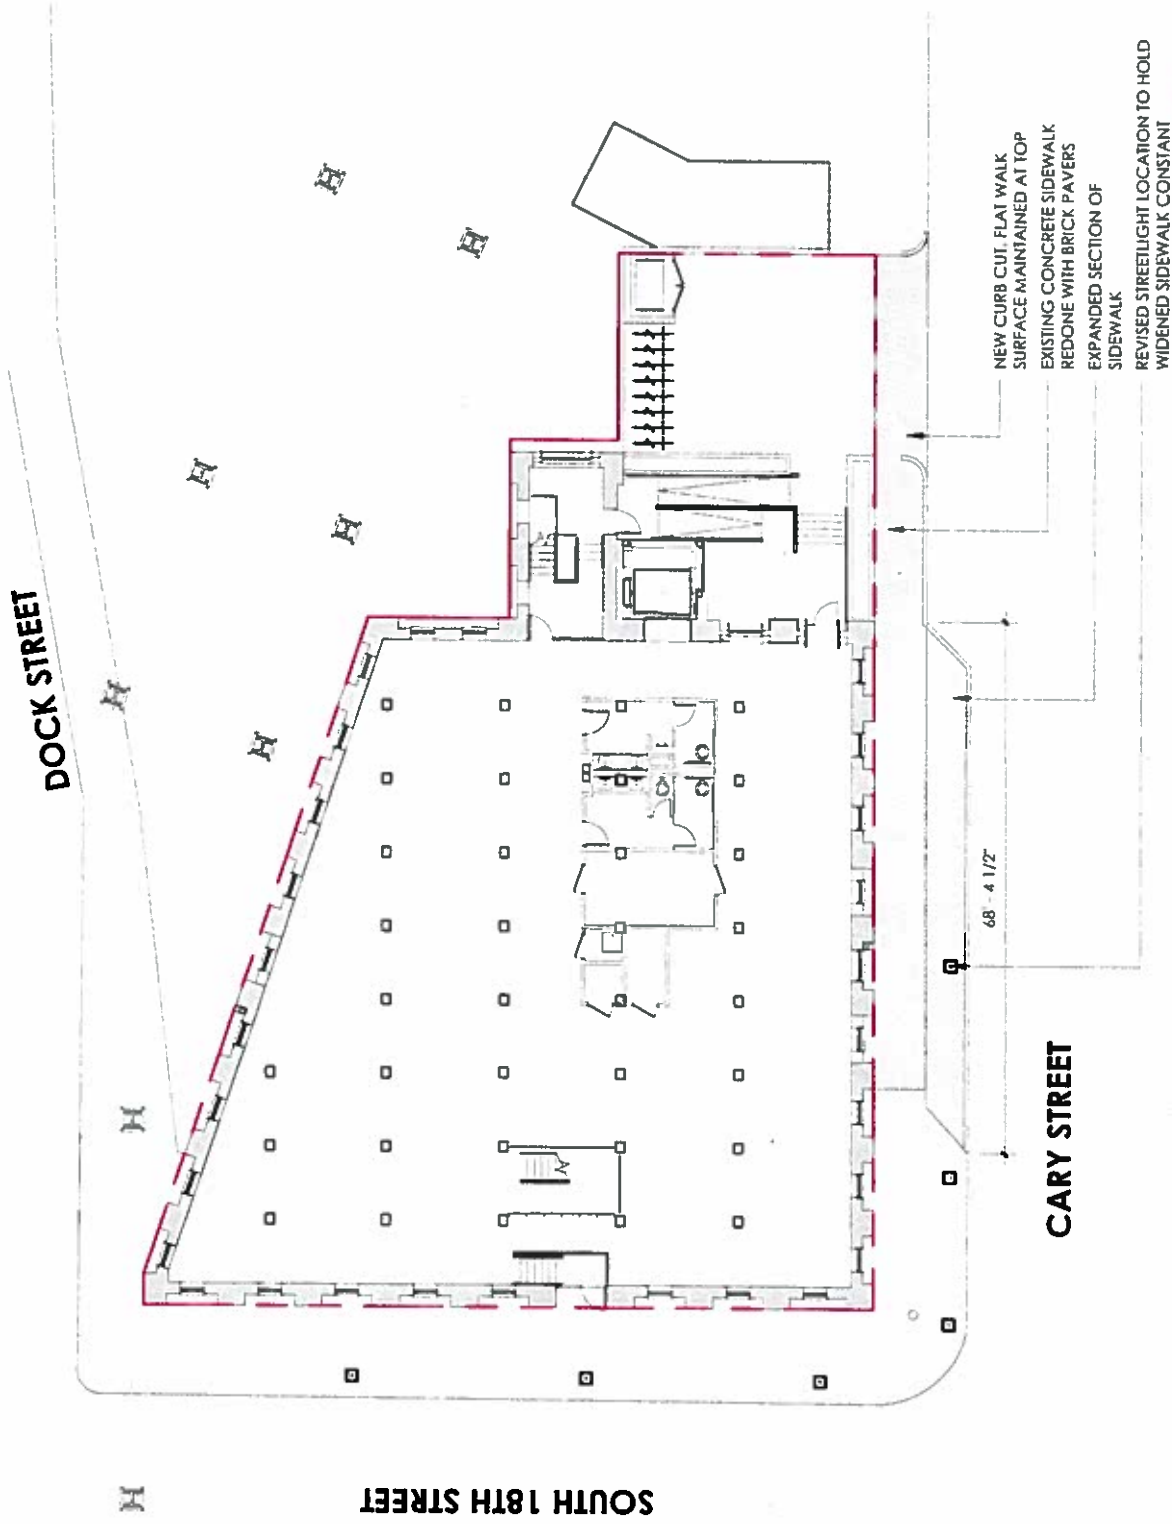 DOCK STREET
NEW CURB CUT. FLAT WALK
SURFACE MAINTAINED AT TOP
EXISTING CONCRETE SIDEWALK
REDONE WITH BRICK PAVERS
EXPANDED SECTION OF
SIDEWALK
REVISED STREETLIGHT LOCATION TO HOLD
WIDENED SIDEWALK CONSTANT
68' - 4 1/2"
CARY STREET
SOUTH 18TH STREET